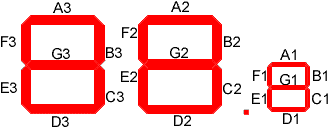 A3 A2
F3 F2
G3 B3 G2 B2
A1
F1 G1 B1
E3 E2
C3 C2
E1 C1
D3 D2 D1